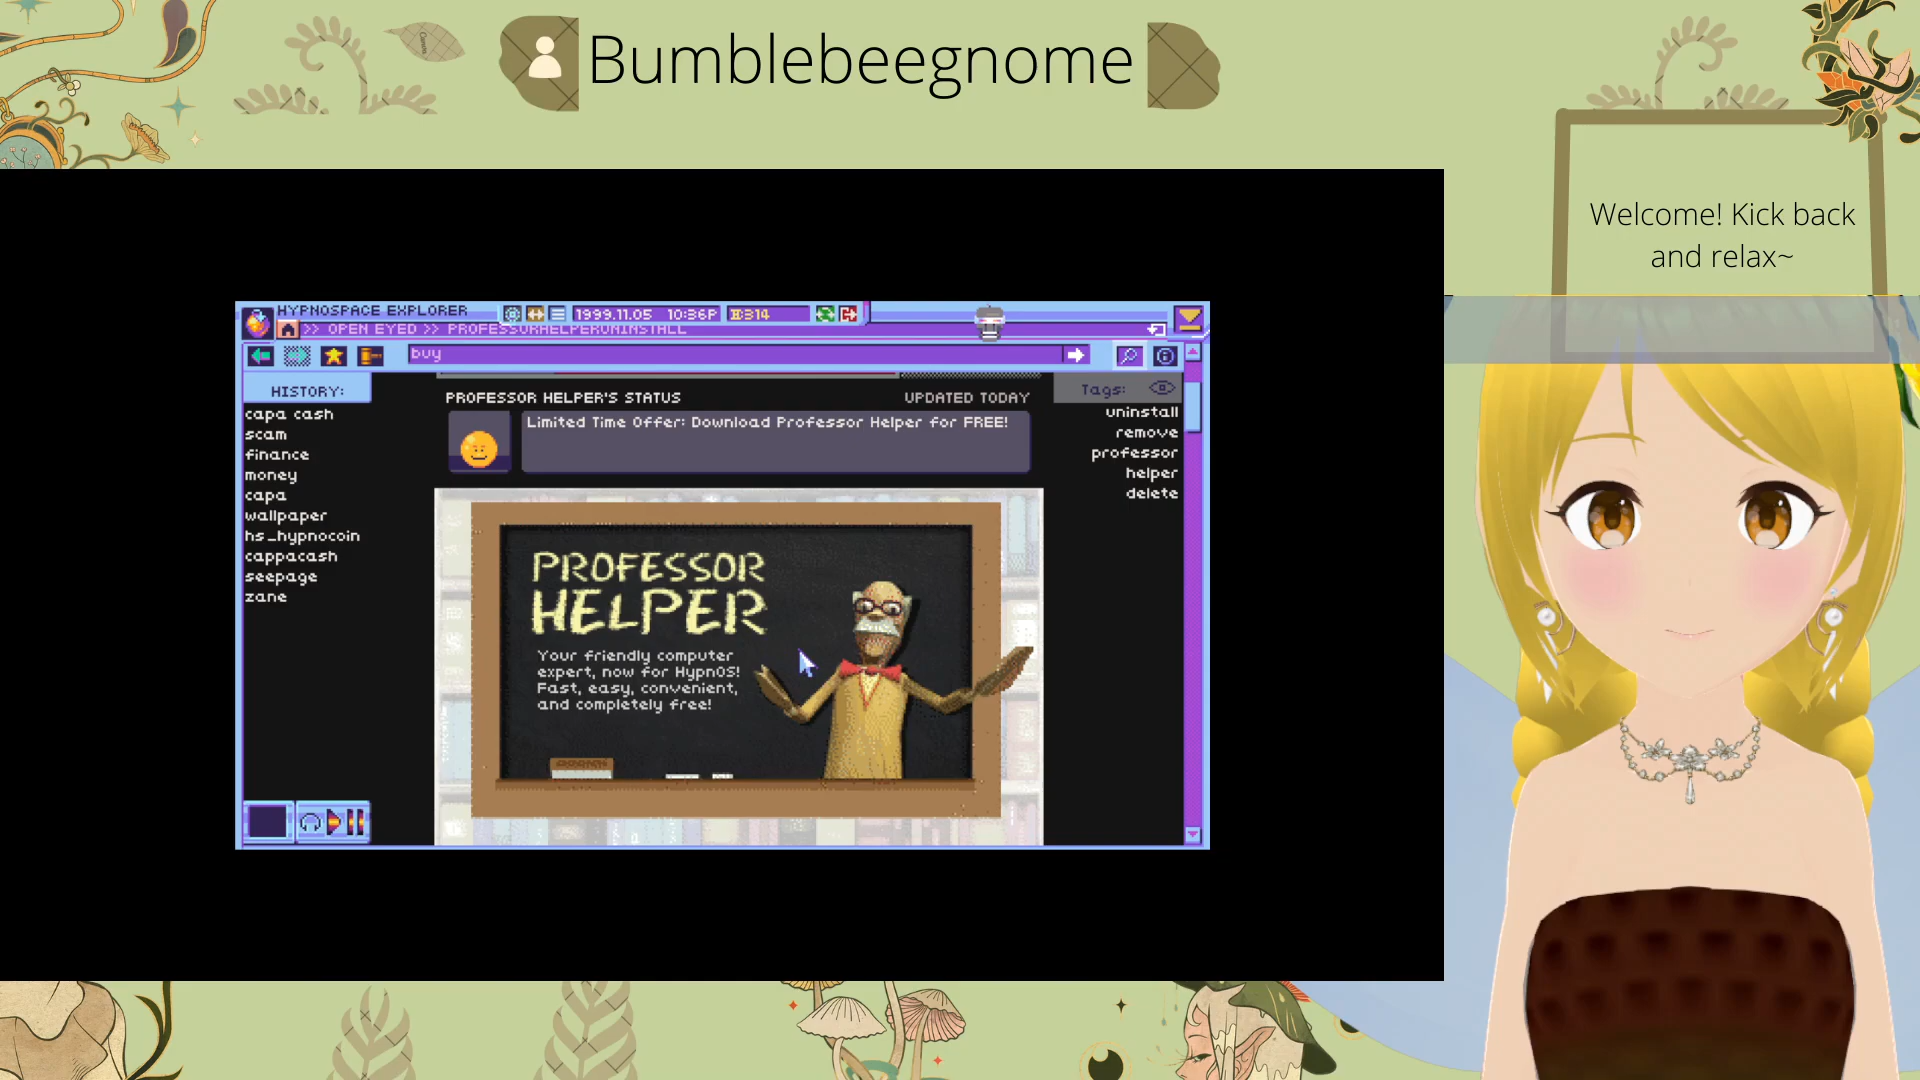 Bumblebeegnome
Welcome! Kick back
and relax~
HYPNOSPACE EXPLORER
1999.11.05 10:36P
314
>> OPEN EYED >> PROFESSORHELPERUNINSTALL
buy
HISTORY:
capa cash
scam
finance
money
capa
wallpaper
hs_hypnocoin
cappacash
seepage
zane
PROFESSOR HELPER'S STATUS
UPDATED TODAY
Limited Time Offer: Download Professor Helper for FREE!
PROFESSOR
HELPER
Your friendly computer
expert, now for HypnOS!
Fast, easy, convenient,
and completely free!
Tags:
uninstall
remove
professor
helper
delete